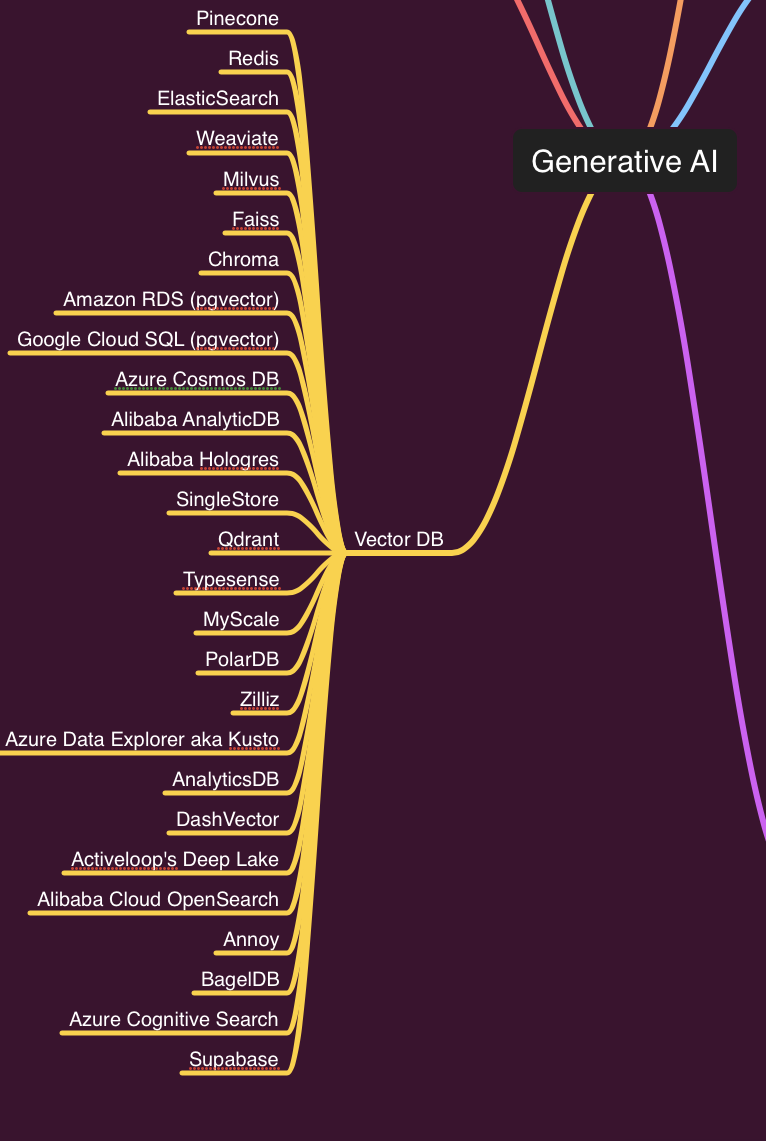 Pinecone
Redis
ElasticSearch
Weaviate
Milvus
Faiss
Chroma
Amazon RDS (pgvector)
Google Cloud SQL (pgvector)
Azure Cosmos DB
Alibaba AnalyticDB
Alibaba Hologres
SingleStore
Qdrant
Typesense
MyScale
PolarDB
Zilliz
Azure Data Explorer aka Kusto
AnalyticsDB
DashVector
Activeloop's Deep Lake
Alibaba Cloud OpenSearch
Annoy
BagelDB
Azure Cognitive Search
Supabase
Vector DB
Generative AI